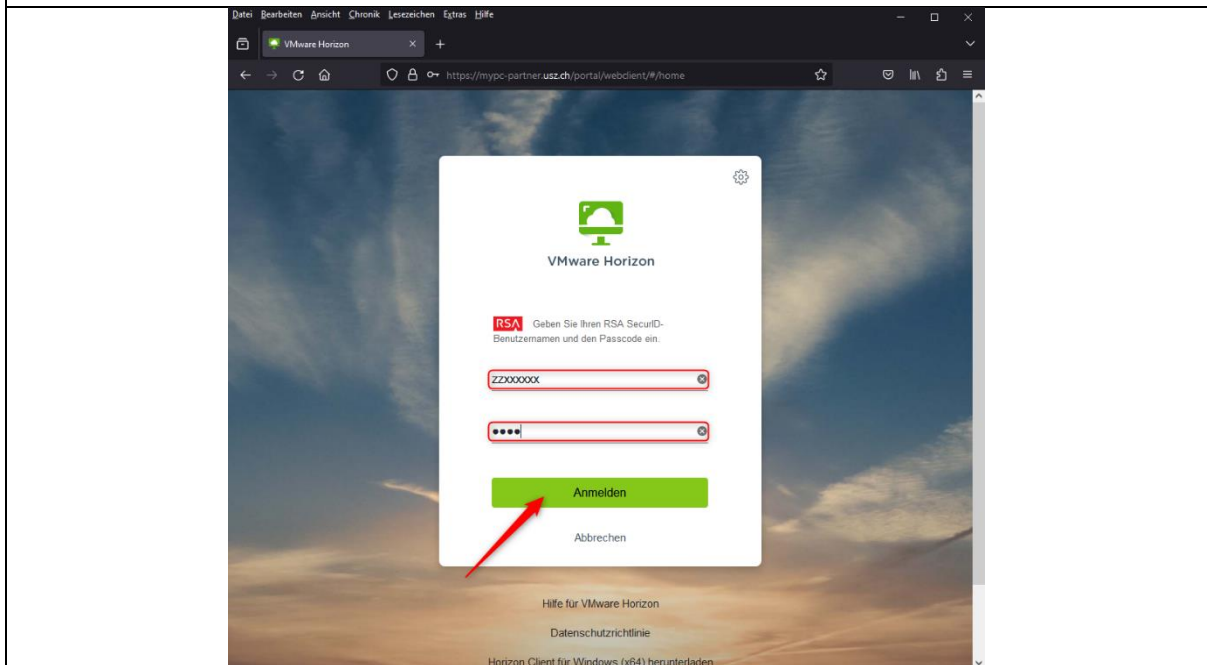 Datei Bearbeiten Ansicht Chronik Lesezeichen Extras Hilfe
VMware Horizon
https://mypc-partner.usz.ch/portal/webclient/#/home
VMware Horizon
RSA Geben Sie Ihren RSA SecurID-
Benutzernamen und den Passcode ein.
ZZXXXXXX
Anmelden
Abbrechen
Hilfe für VMware Horizon
Datenschutzrichtlinie
Horizon Client für Windows (x64) herunterladen